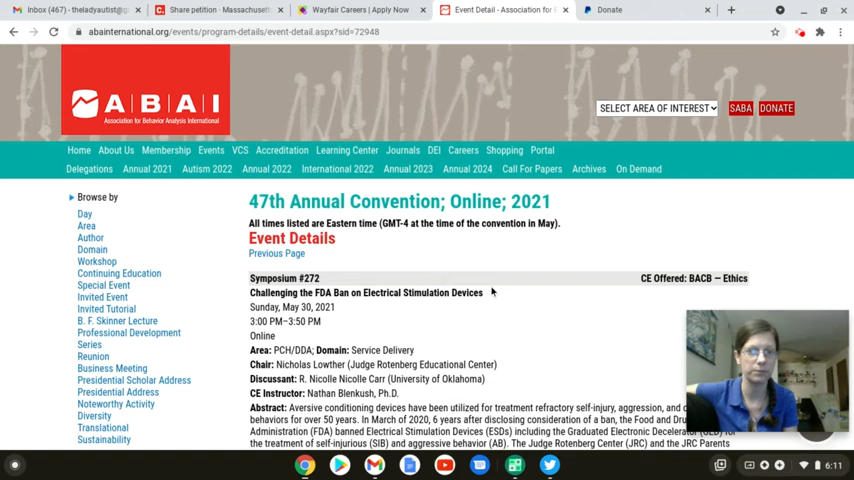 Inbox (467) - theladyautist@g
Share petition · Massachuset
Wayfair Careers | Apply Now
Event Detail - Association for E
Donate
abainternational.org/events/program-details/event-detail.aspx?sid=72948
ABAI
Association for Behavior Analysis International
SELECT AREA OF INTEREST
SABA
DONATE
Home About Us Membership Events VCS Accreditation Learning Center Journals DEI Careers Shopping Portal
Delegations Annual 2021 Autism 2022 Annual 2022 International 2022 Annual 2023 Annual 2024 Call For Papers Archives On Demand
Browse by
Day
Area
Author
Domain
Workshop
Continuing Education
Special Event
Invited Event
Invited Tutorial
B. F. Skinner Lecture
Professional Development
Series
Reunion
Business Meeting
Presidential Scholar Address
Presidential Address
Noteworthy Activity
Diversity
Translational
Sustainability
47th Annual Convention; Online; 2021
All times listed are Eastern time (GMT-4 at the time of the convention in May).
Event Details
Previous Page
Symposium #272
CE Offered: BACB — Ethics
Challenging the FDA Ban on Electrical Stimulation Devices
Sunday, May 30, 2021
3:00 PM–3:50 PM
Online
Area: PCH/DDA; Domain: Service Delivery
Chair: Nicholas Lowther (Judge Rotenberg Educational Center)
Discussant: R. Nicolle Nicolle Carr (University of Oklahoma)
CE Instructor: Nathan Blenkush, Ph.D.
Abstract: Aversive conditioning devices have been utilized for treatment refractory self-injury, aggression, and
behaviors for over 50 years. In March of 2020, 6 years after disclosing consideration of a ban, the Food and Dru
Administration (FDA) banned Electrical Stimulation Devices (ESDs) including the Graduated Electronic Decelerator
the treatment of self-injurious (SIB) and aggressive behavior (AB). The Judge Rotenberg Center (JRC) and the JRC Parents
6:11